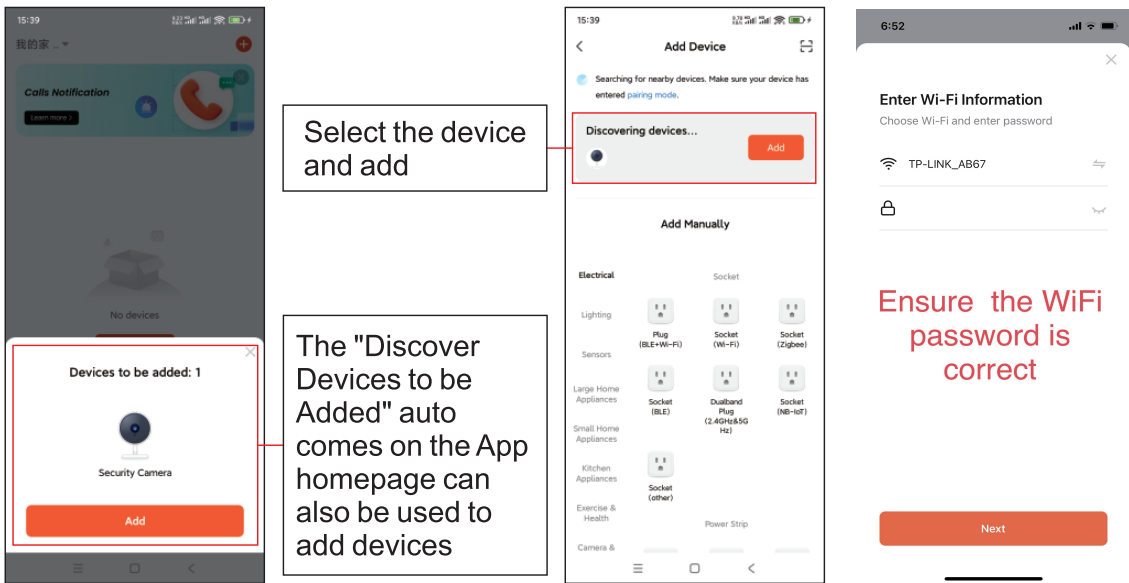 15:39
我的家 ..
Calls Notification
Learn more >
No devices
Devices to be added: 1
Security Camera
Add
Select the device
and add
The "Discover
Devices to be
Added" auto
comes on the App
homepage can
also be used to
add devices
15:39
Add Device
Searching for nearby devices. Make sure your device has
entered pairing mode.
Discovering devices...
Add
Add Manually
Electrical
Socket
Lighting
Plug
(BLE+Wi-Fi)
Socket
(Wi-Fi)
Socket
(Zigbee)
Sensors
Large Home
Appliances
Socket
(BLE)
Dualband
Plug
(2.4GHz&5G
Hz)
Socket
(NB-IoT)
Small Home
Appliances
Kitchen
Appliances
Socket
(other)
Exercise &
Health
Power Strip
Camera &
6:52
Enter Wi-Fi Information
Choose Wi-Fi and enter password
TP-LINK_AB67
Ensure the WiFi
password is
correct
Next